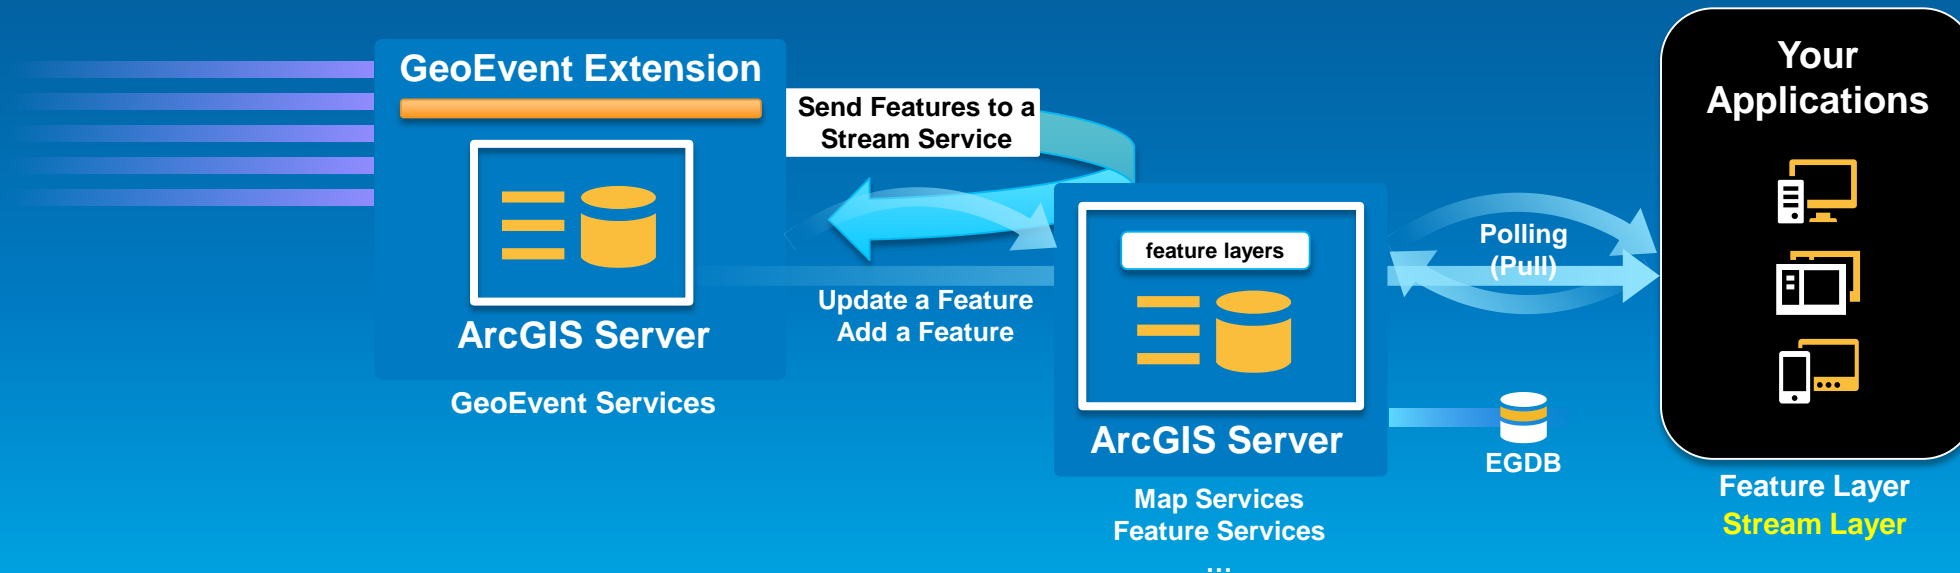 GeoEvent Extension
ArcGIS Server
GeoEvent Services
Send Features to a
Stream Service
Update a Feature
Add a Feature
feature layers
ArcGIS Server
Map Services
Feature Services
...
Polling
(Pull)
EGDB
Your
Applications
Feature Layer
Stream Layer